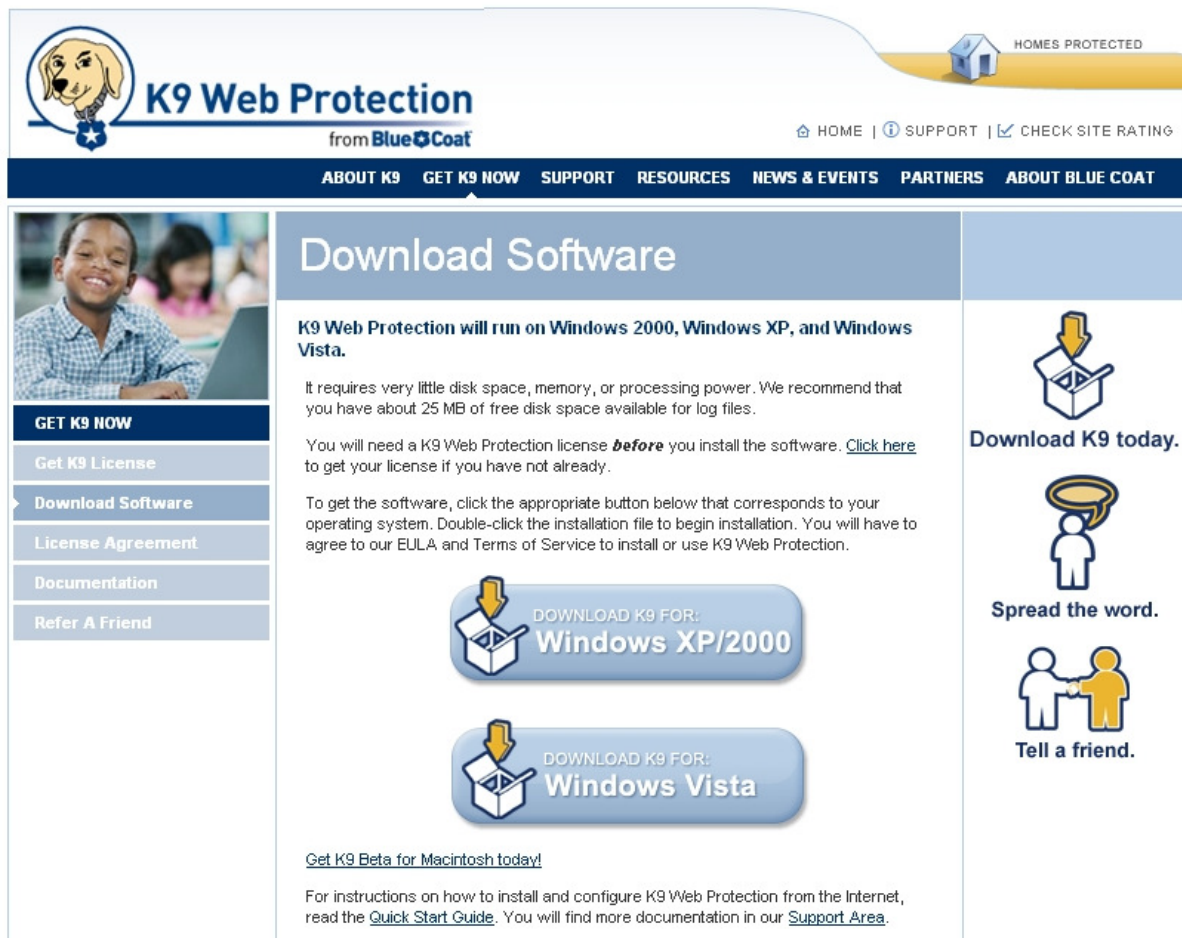 K9 Web Protection
from Blue Coat
HOMES PROTECTED
HOME | SUPPORT | CHECK SITE RATING
ABOUT K9 GET K9 NOW SUPPORT RESOURCES NEWS & EVENTS PARTNERS ABOUT BLUE COAT
GET K9 NOW
Get K9 License
Download Software
License Agreement
Documentation
Refer A Friend
Download Software
K9 Web Protection will run on Windows 2000, Windows XP, and Windows
Vista.
It requires very little disk space, memory, or processing power. We recommend that
you have about 25 MB of free disk space available for log files.
You will need a K9 Web Protection license before you install the software. Click here
to get your license if you have not already.
To get the software, click the appropriate button below that corresponds to your
operating system. Double-click the installation file to begin installation. You will have to
agree to our EULA and Terms of Service to install or use K9 Web Protection.
DOWNLOAD K9 FOR:
Windows XP/2000
DOWNLOAD K9 FOR:
Windows Vista
Get K9 Beta for Macintosh today!
For instructions on how to install and configure K9 Web Protection from the Internet,
read the Quick Start Guide. You will find more documentation in our Support Area.
Download K9 today.
Spread the word.
Tell a friend.